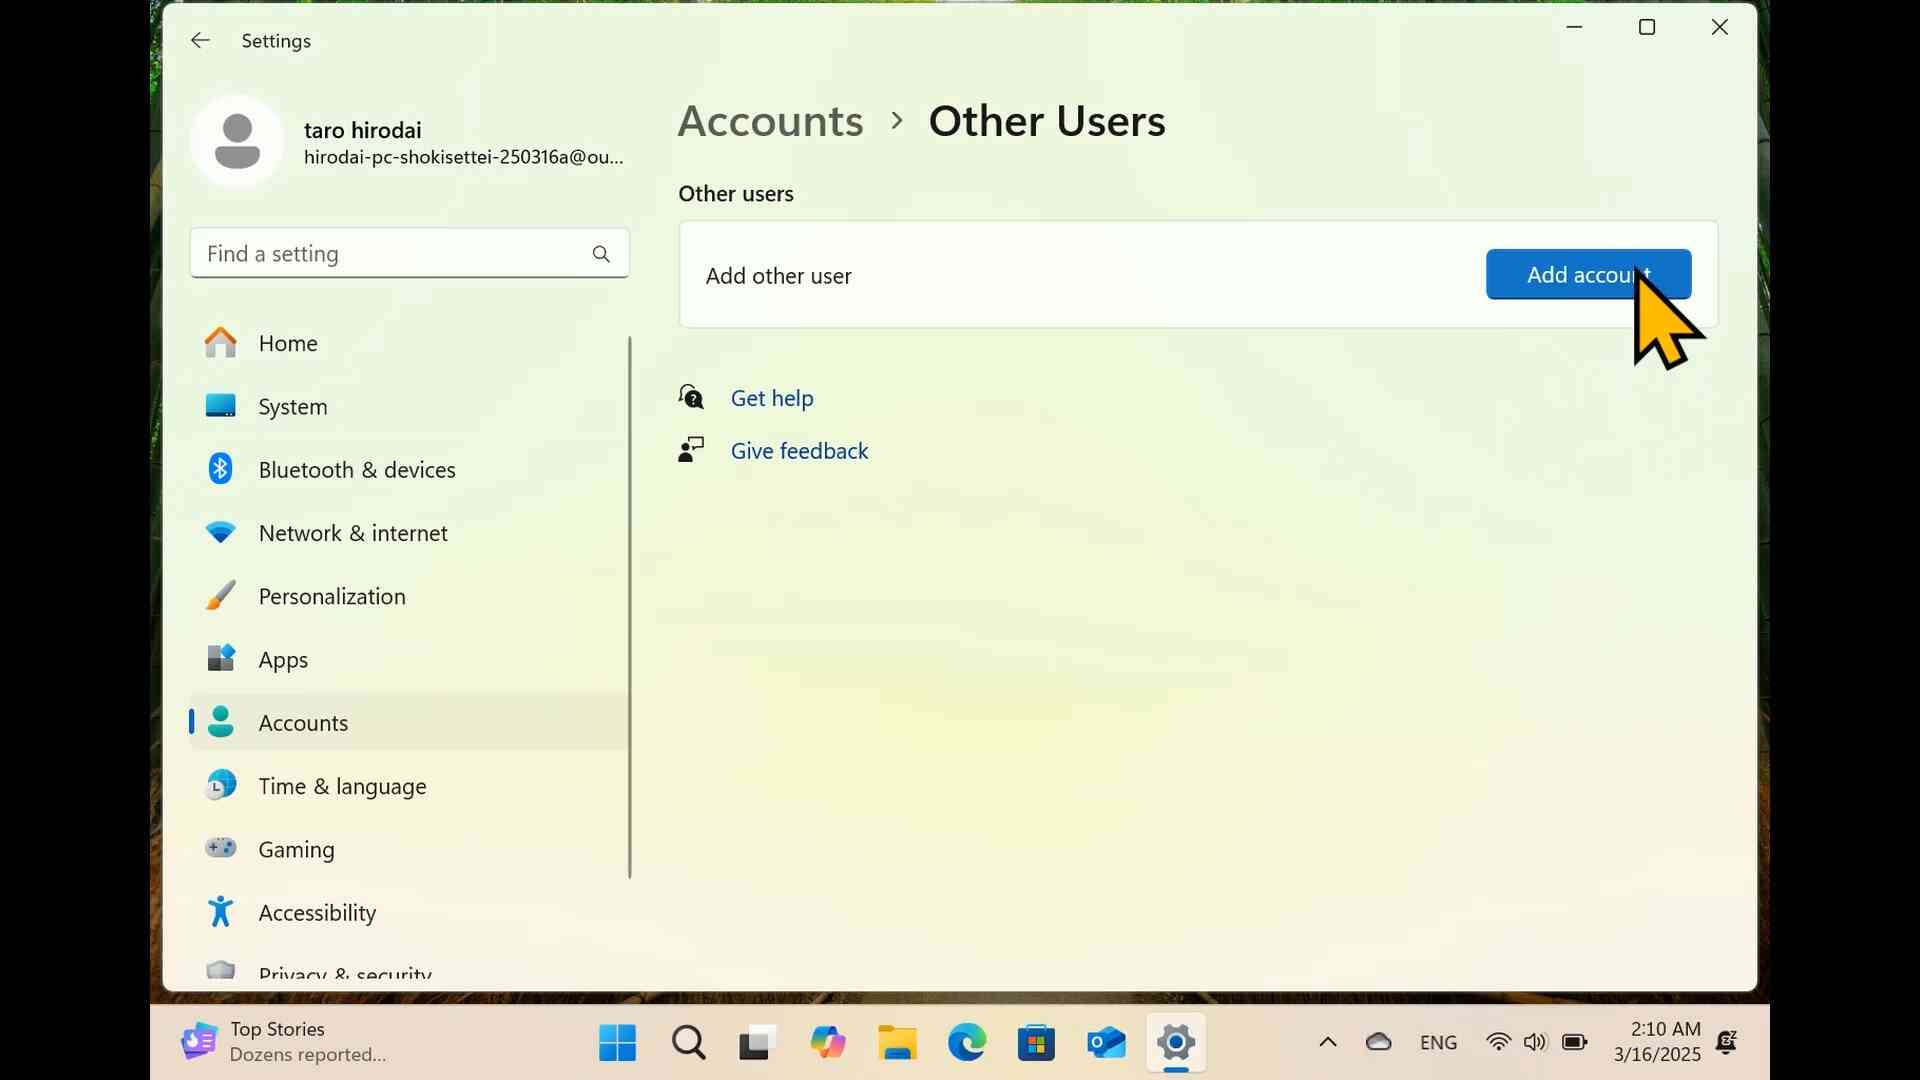 Settings
taro hirodai
hirodai-pc-shokisettei-250316a@ou...
Find a setting
Home
System
Bluetooth & devices
Network & internet
Personalization
Apps
Accounts
Time & language
Gaming
Accessibility
Privacy & security
Accounts > Other Users
Other users
Add other user
Add account
Get help
Give feedback
Top Stories
Dozens reported...
ENG
2:10 AM
3/16/2025